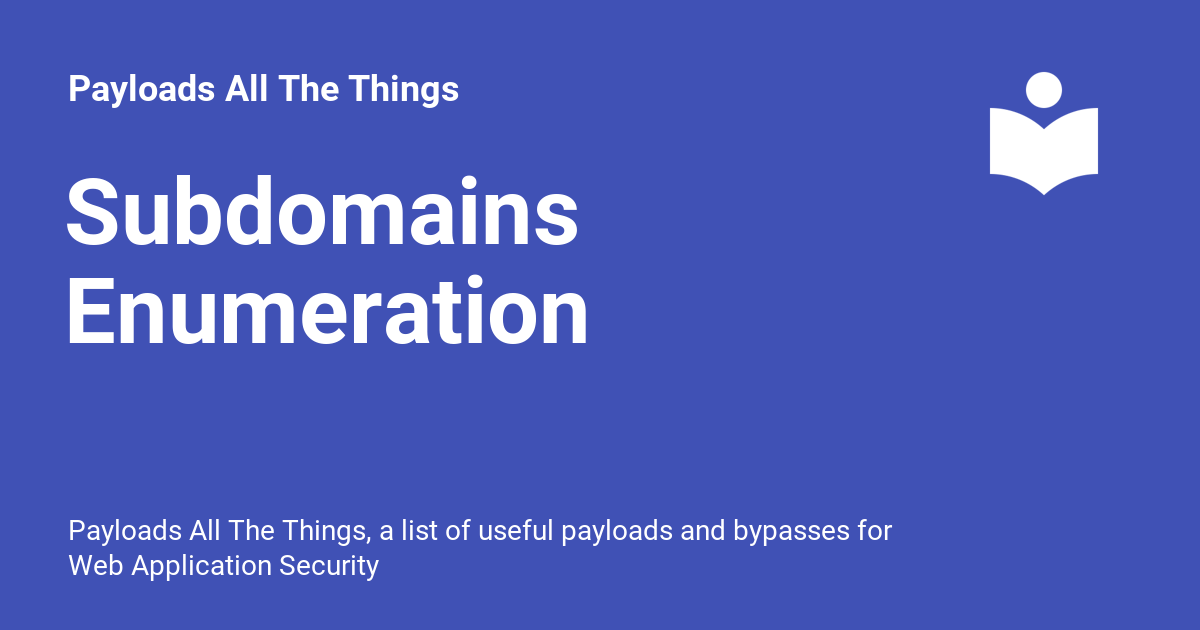 Payloads All The Things
Subdomains
Enumeration
Payloads All The Things, a list of useful payloads and bypasses for
Web Application Security